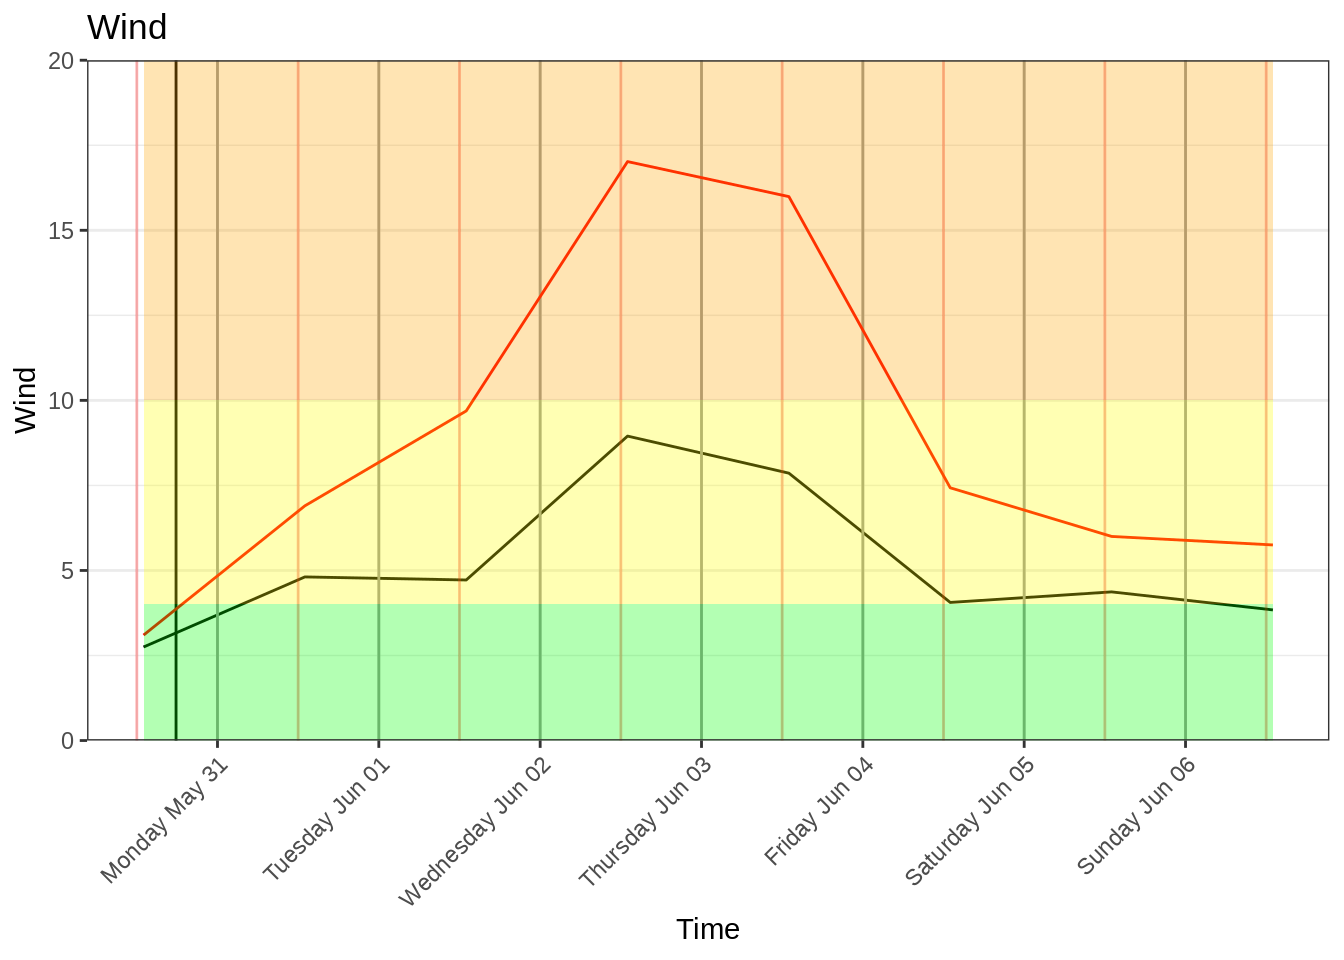 Wind
20
15
10
5
0
Wind
Monday May 31
Tuesday Jun 01
Wednesday Jun 02
Thursday Jun 03
Friday Jun 04
Saturday Jun 05
Sunday Jun 06
Time